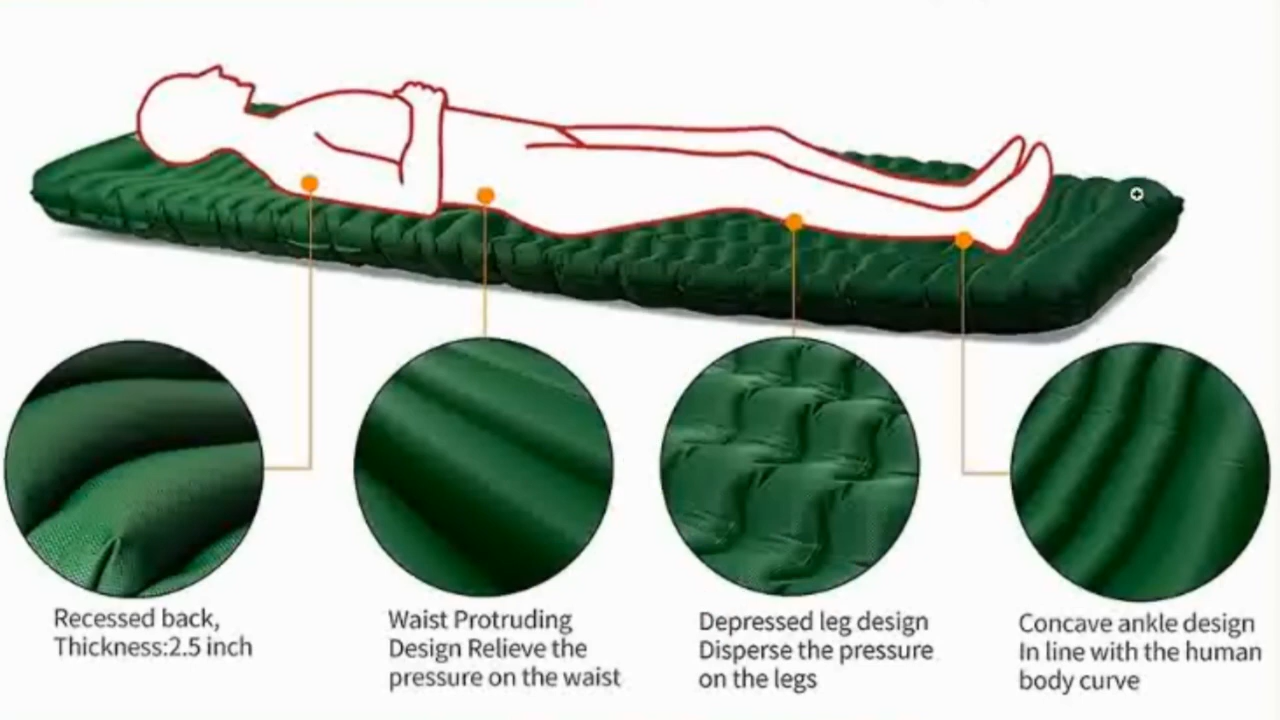 Recessed back,
Thickness:2.5 inch
Waist Protruding
Design Relieve the
pressure on the waist
Depressed leg design
Disperse the pressure
on the legs
Concave ankle design
In line with the human
body curve